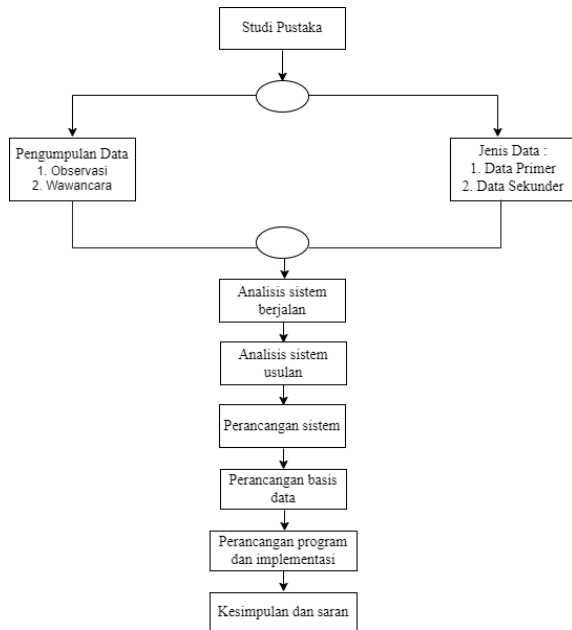 Studi Pustaka
Pengumpulan Data
1. Observasi
2. Wawancara
Jenis Data :
1. Data Primer
2. Data Sekunder
Analisis sistem
berjalan
Analisis sistem
usulan
Perancangan sistem
Perancangan basis
data
Perancangan program
dan implementasi
Kesimpulan dan saran